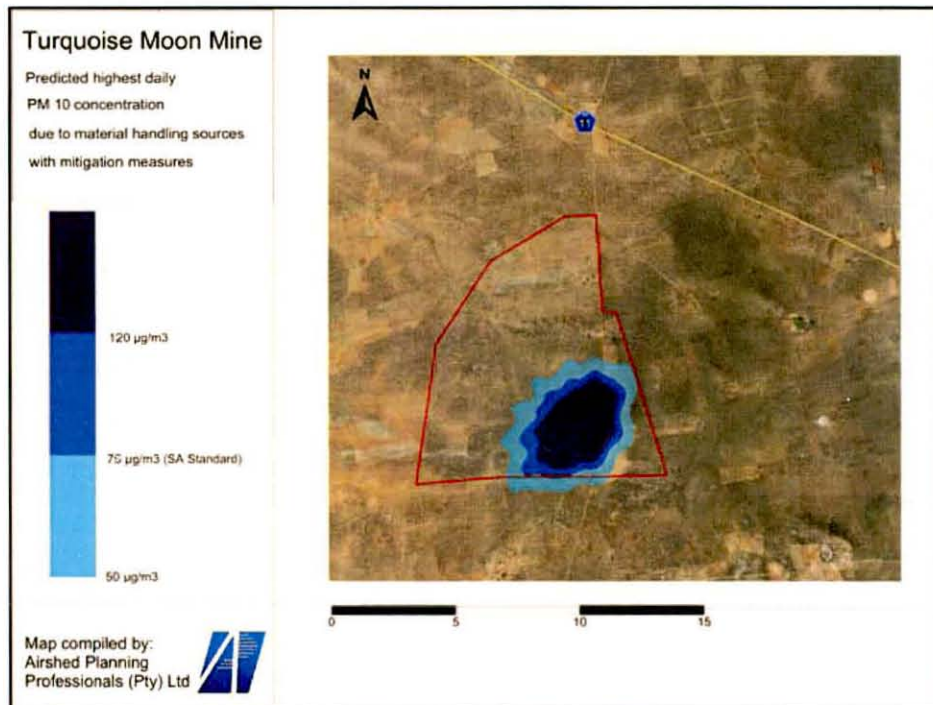 Turquoise Moon Mine
Predicted highest daily
PM 10 concentration
due to material handling sources
with mitigation measures
120 µg/m3
75 µg/m3 (SA Standard)
50 µg/m3
Map compiled by:
Airshed Planning
Professionals (Pty) Ltd
N
11
0 5 10 15